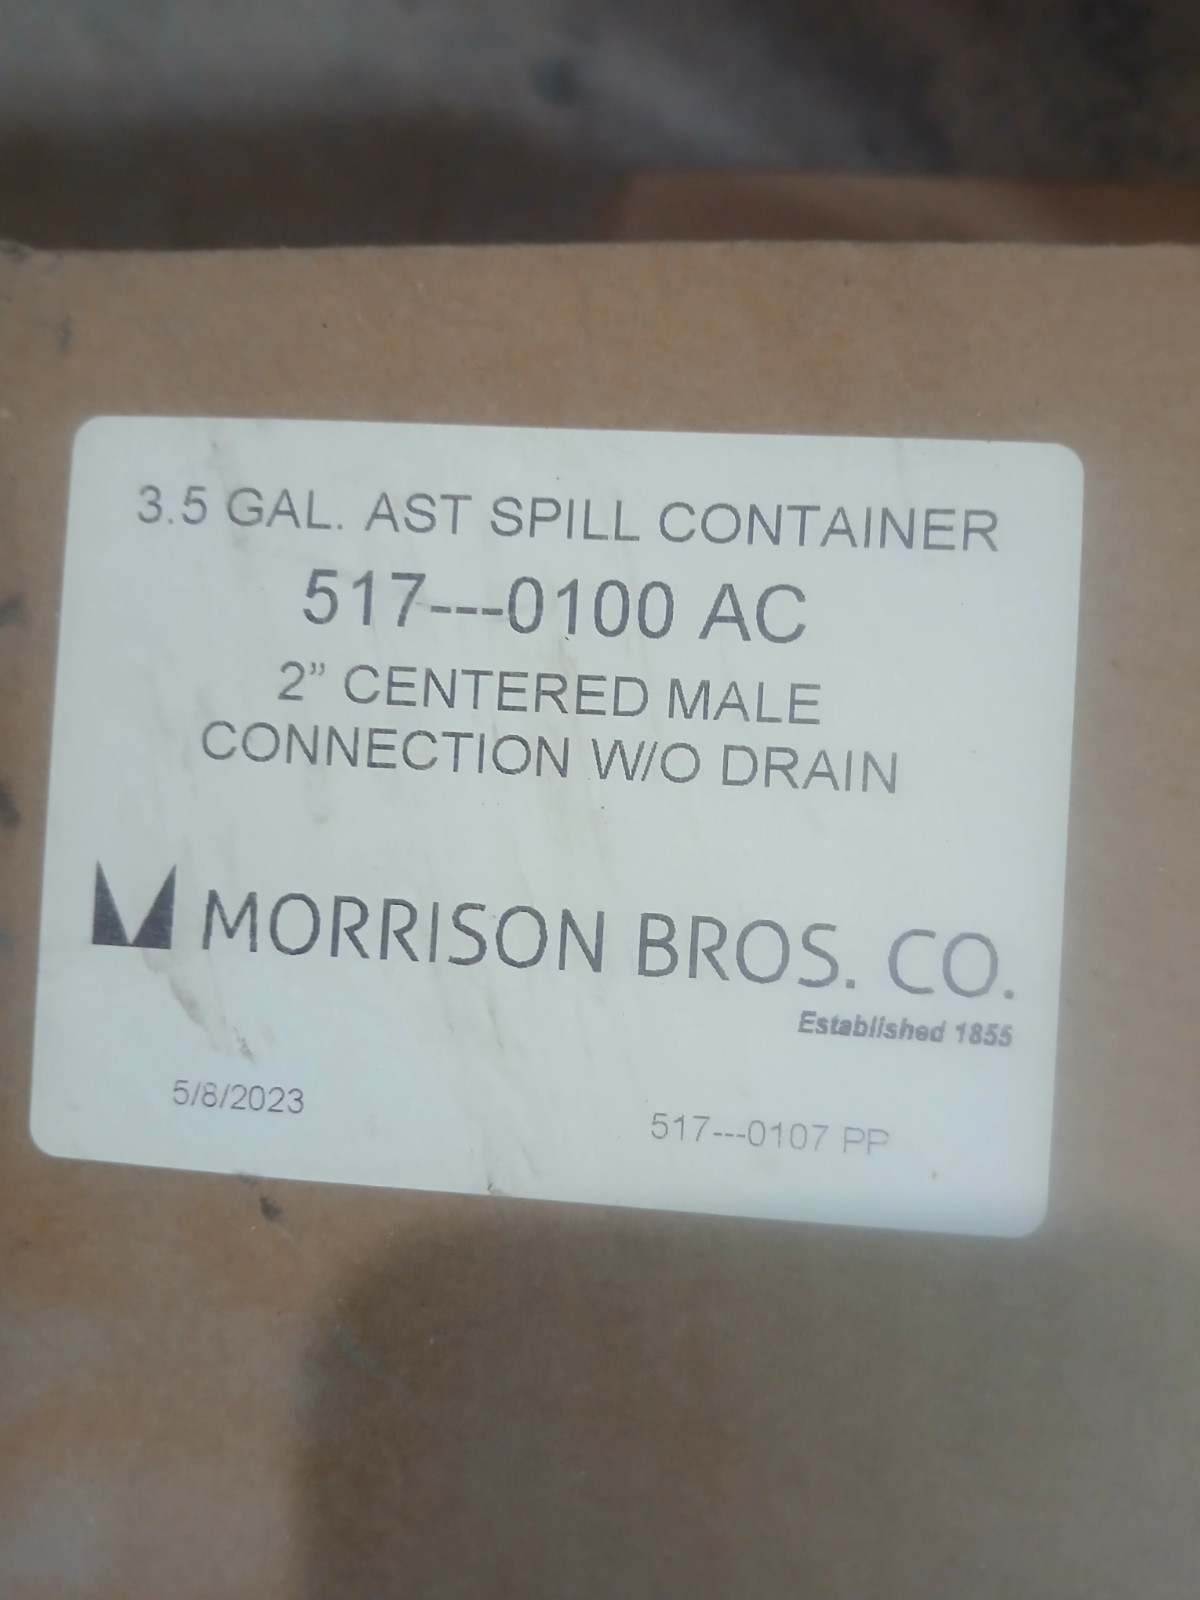 3.5 GAL. AST SPILL CONTAINER
517---0100 AC
2” CENTERED MALE
CONNECTION W/O DRAIN
MORRISON BROS. CO.
Established 1855
5/8/2023
517---0107 PP